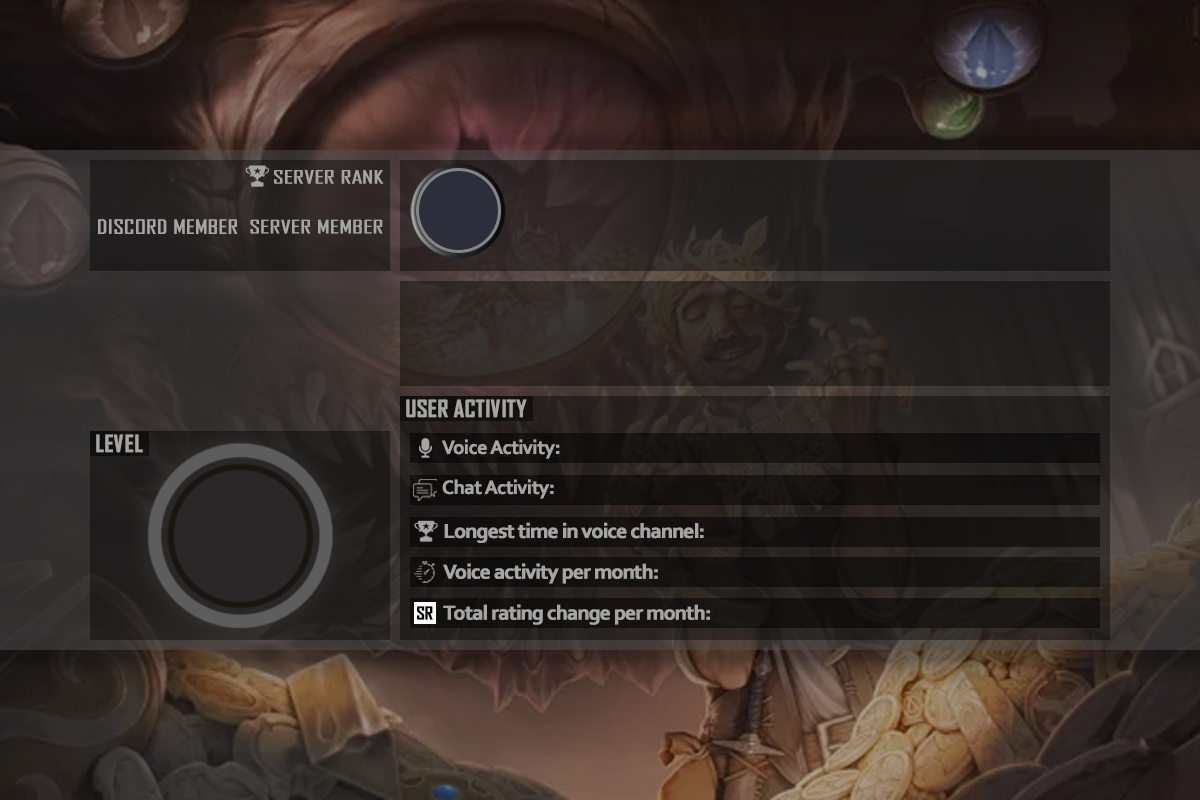 SERVER RANK
DISCORD MEMBER SERVER MEMBER
LEVEL
USER ACTIVITY
Voice Activity:
Chat Activity:
Longest time in voice channel:
Voice activity per month:
SR Total rating change per month: